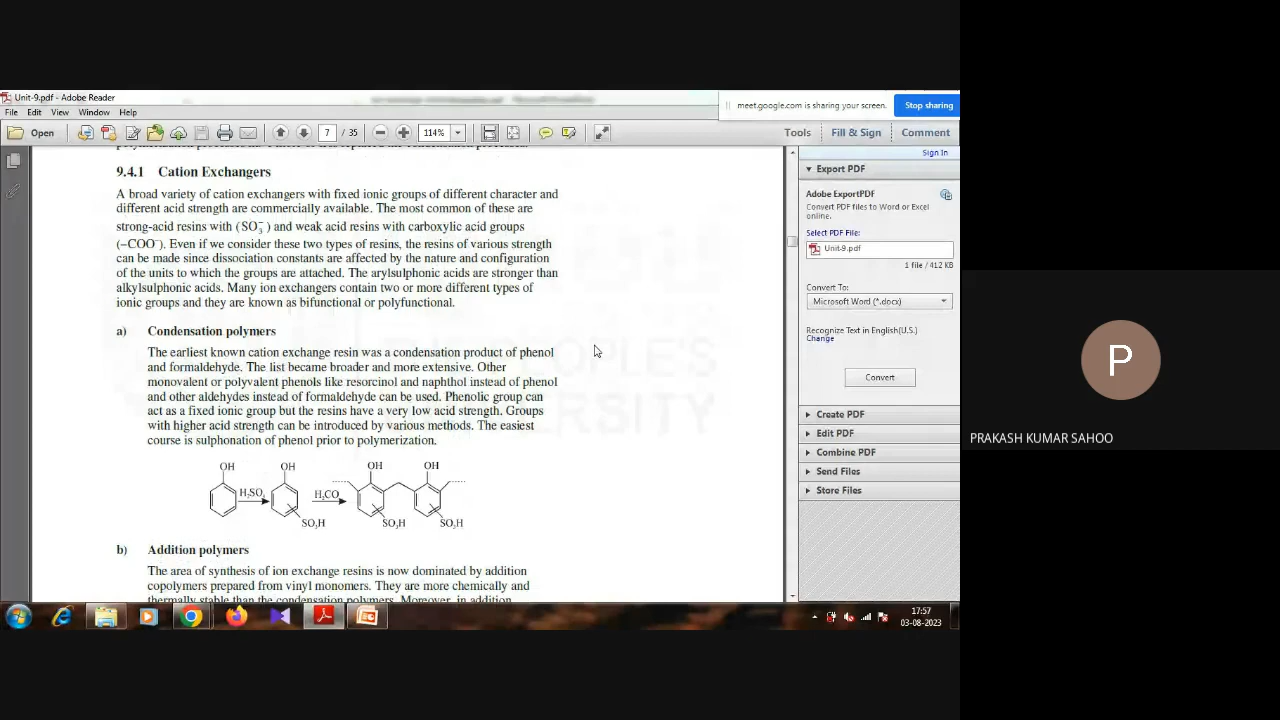 Unit-9.pdf - Adobe Reader
meet.google.com is sharing your screen.
Stop sharing
File Edit View Window Help
Open
7 / 35
114%
Tools
Fill & Sign
Comment
9.4.1 Cation Exchangers
A broad variety of cation exchangers with fixed ionic groups of different character and
different acid strength are commercially available. The most common of these are
strong-acid resins with (SO₃⁻) and weak acid resins with carboxylic acid groups
(–COO⁻). Even if we consider these two types of resins, the resins of various strength
can be made since dissociation constants are affected by the nature and configuration
of the units to which the groups are attached. The arylsulphonic acids are stronger than
alkylsulphonic acids. Many ion exchangers contain two or more different types of
ionic groups and they are known as bifunctional or polyfunctional.
a) Condensation polymers
The earliest known cation exchange resin was a condensation product of phenol
and formaldehyde. The list became broader and more extensive. Other
monovalent or polyvalent phenols like resorcinol and naphthol instead of phenol
and other aldehydes instead of formaldehyde can be used. Phenolic group can
act as a fixed ionic group but the resins have a very low acid strength. Groups
with higher acid strength can be introduced by various methods. The easiest
course is sulphonation of phenol prior to polymerization.
OH OH OH OH
H₂SO₄ H₂CO
SO₃H SO₃H SO₃H
b) Addition polymers
The area of synthesis of ion exchange resins is now dominated by addition
copolymers prepared from vinyl monomers. They are more chemically and
thermally stable than the condensation polymers. Moreover, in addition
PEOPLE'S
Sign In
Export PDF
Adobe ExportPDF
Convert PDF files to Word or Excel
online.
Select PDF File:
Unit-9.pdf
1 file / 412 KB
Convert To:
Microsoft Word (*.docx)
Recognize Text in English(U.S.)
Change
Convert
Create PDF
Edit PDF
Combine PDF
Send Files
Store Files
17:57
03-08-2023
P
PRAKASH KUMAR SAHOO